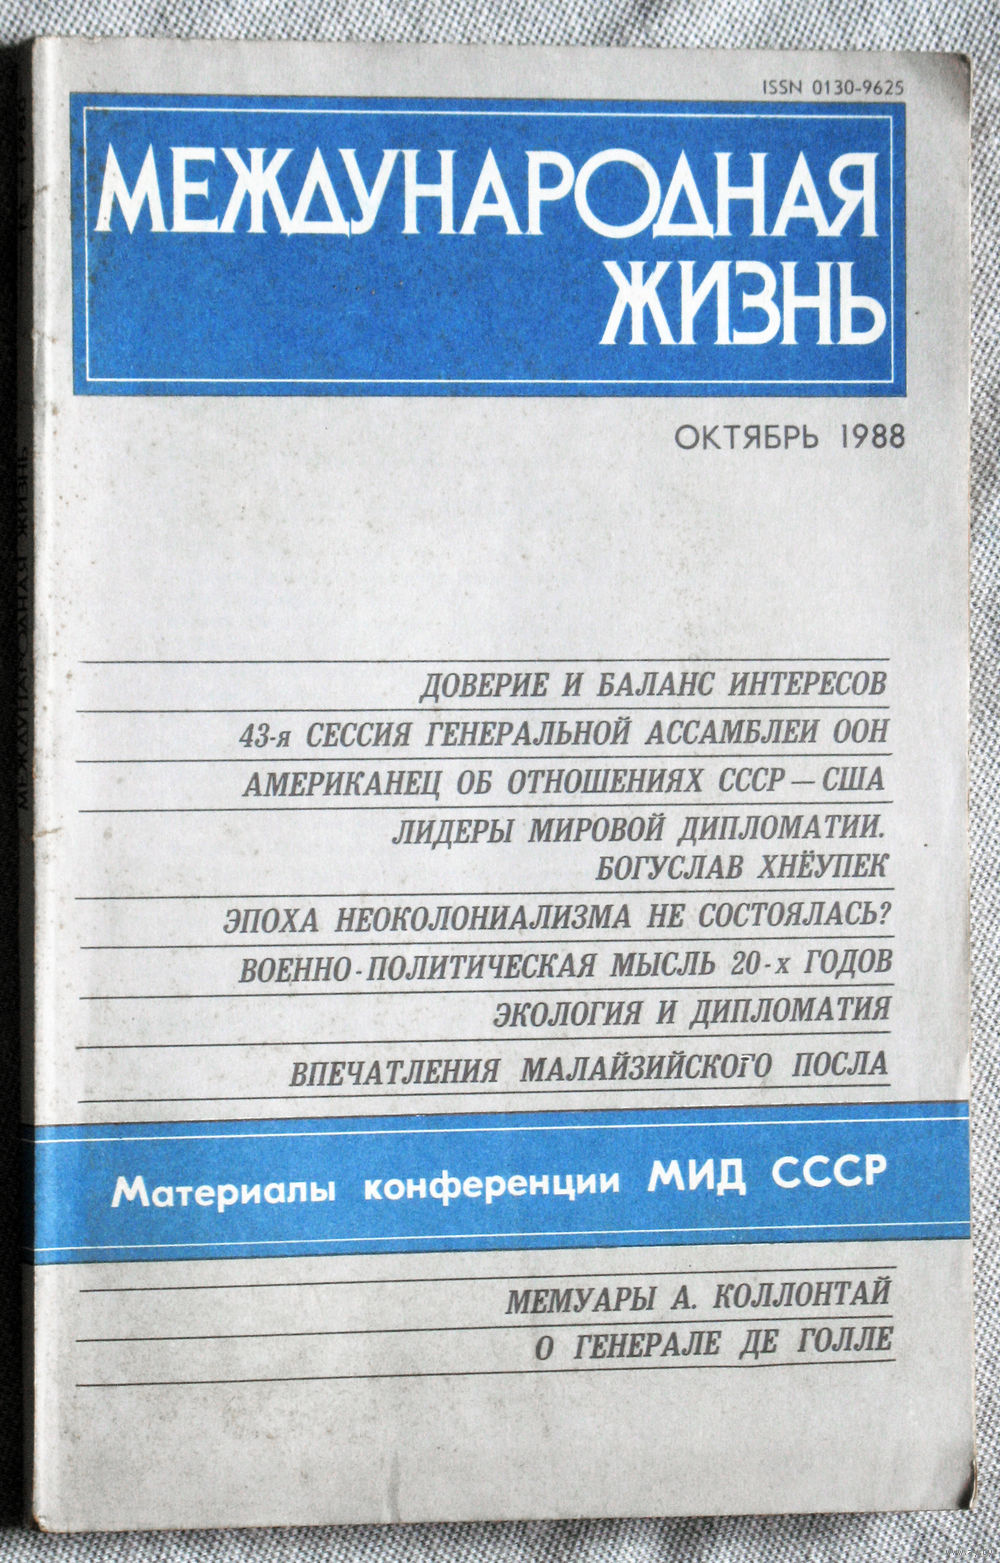 ISSN 0130-9625
МЕЖДУНАРОДНАЯ
ЖИЗНЬ
ОКТЯБРЬ 1988
ДОВЕРИЕ И БАЛАНС ИНТЕРЕСОВ
43-я СЕССИЯ ГЕНЕРАЛЬНОЙ АССАМБЛЕИ ООН
АМЕРИКАНЕЦ ОБ ОТНОШЕНИЯХ СССР — США
ЛИДЕРЫ МИРОВОЙ ДИПЛОМАТИИ.
БОГУСЛАВ ХНЁУПЕК
ЭПОХА НЕОКОЛОНИАЛИЗМА НЕ СОСТОЯЛАСЬ?
ВОЕННО-ПОЛИТИЧЕСКАЯ МЫСЛЬ 20-х ГОДОВ
ЭКОЛОГИЯ И ДИПЛОМАТИЯ
ВПЕЧАТЛЕНИЯ МАЛАЙЗИЙСКОГО ПОСЛА
Материалы конференции МИД СССР
МЕМУАРЫ А. КОЛЛОНТАЙ
О ГЕНЕРАЛЕ ДЕ ГОЛЛЕ
МЕЖДУНАРОДНАЯ ЖИЗНЬ